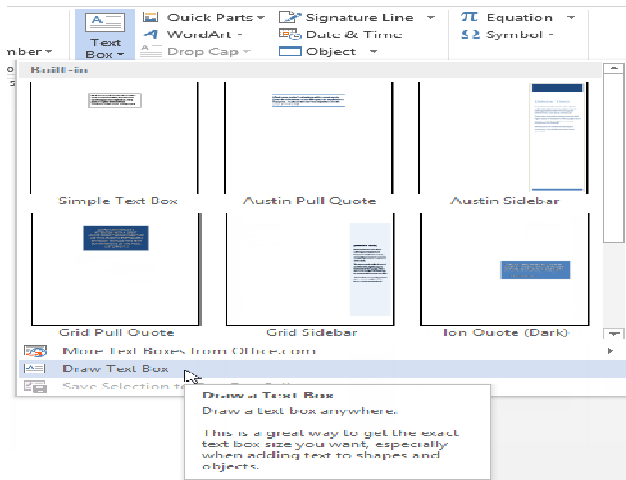 Text Box
Quick Parts
WordArt
Drop Cap
Signature Line
Date & Time
Object
Equation
Symbol
Built-in
Simple Text Box
Austin Pull Quote
Austin Sidebar
Grid Pull Quote
Grid Sidebar
Ion Quote (Dark)
More Text Boxes from Office.com
Draw Text Box
Save Selection to
Draw a Text Box
Draw a text box anywhere.
This is a great way to get the exact
text box size you want, especially
when adding text to shapes and
objects.